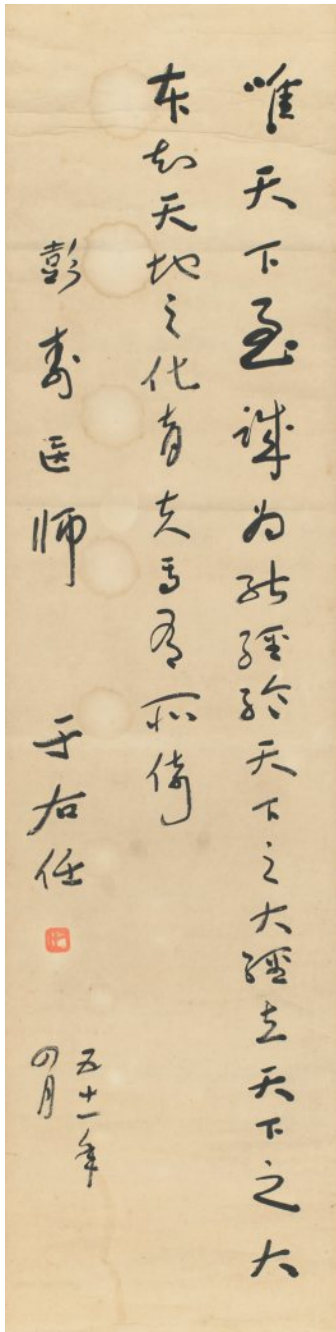 唯天下至誠為能經綸天下之大經立天下之大
本知天地之化育夫焉有所倚
彭壽医師 于右任
五十一年
四月